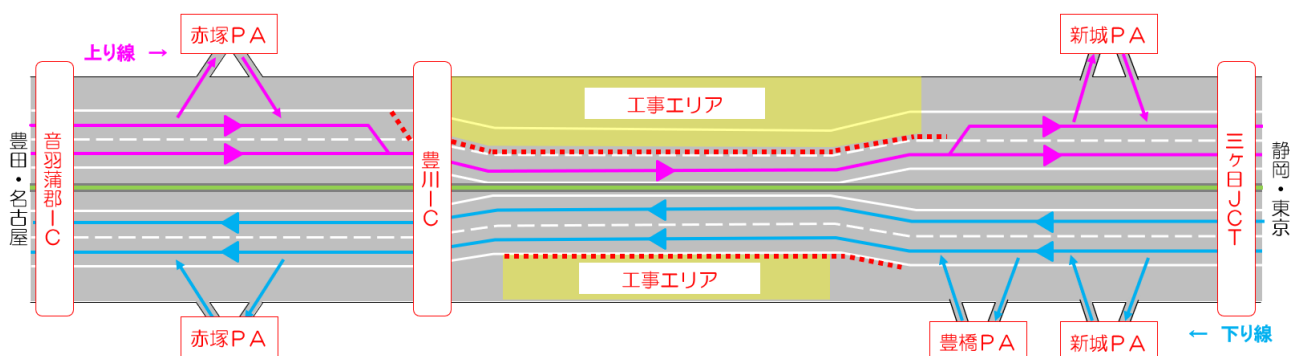 赤塚PA
新城PA
上り線 →
工事エリア
豊田・名古屋
音羽蒲郡IC
豊川IC
三ヶ日JCT
静岡・東京
工事エリア
赤塚PA
豊橋PA
新城PA
← 下り線